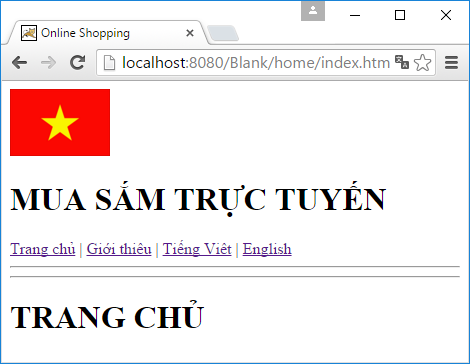 Online Shopping
localhost:8080/Blank/home/index.htm
MUA SẮM TRỰC TUYẾN
Trang chủ | Giới thiệu | Tiếng Việt | English
TRANG CHỦ